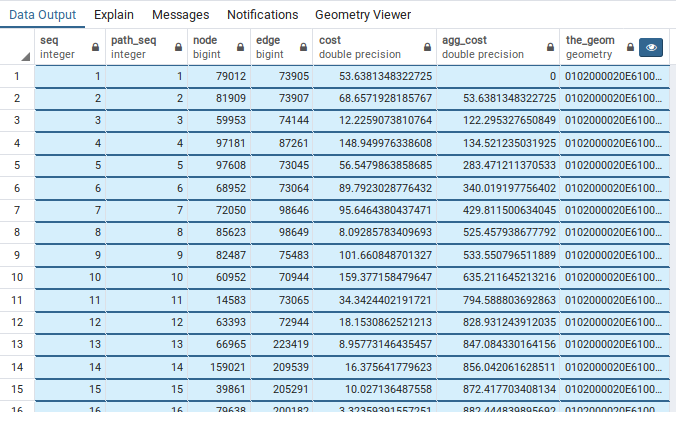 Data Output Explain Messages Notifications Geometry Viewer
seq path_seq node edge cost agg_cost the_geom
integer integer bigint bigint double precision double precision geometry
1 1 1 79012 73905 53.6381348322725 0 0102000020E6100…
2 2 2 81909 73907 68.6571928185767 53.6381348322725 0102000020E6100…
3 3 3 59953 74144 12.2259073810764 122.295327650849 0102000020E6100…
4 4 4 97181 87261 148.949976338608 134.521235031925 0102000020E6100…
5 5 5 97608 73045 56.5479863858685 283.471211370533 0102000020E6100…
6 6 6 68952 73064 89.7923028776432 340.019197756402 0102000020E6100…
7 7 7 72050 98646 95.6464380437471 429.811500634045 0102000020E6100…
8 8 8 85623 98649 8.09285783409693 525.457938677792 0102000020E6100…
9 9 9 82487 75483 101.660848701327 533.550796511889 0102000020E6100…
10 10 10 60952 70944 159.377158479647 635.211645213216 0102000020E6100…
11 11 11 14583 73065 34.3424402191721 794.588803692863 0102000020E6100…
12 12 12 63393 72944 18.1530862521213 828.931243912035 0102000020E6100…
13 13 13 66965 223419 8.95773146435457 847.084330164156 0102000020E6100…
14 14 14 159021 209539 16.375641779623 856.042061628511 0102000020E6100…
15 15 15 39861 205291 10.027136487558 872.417703408134 0102000020E6100…
16 16 16 79638 200182 3.32359391557251 882.444839895692 0102000020E6100…